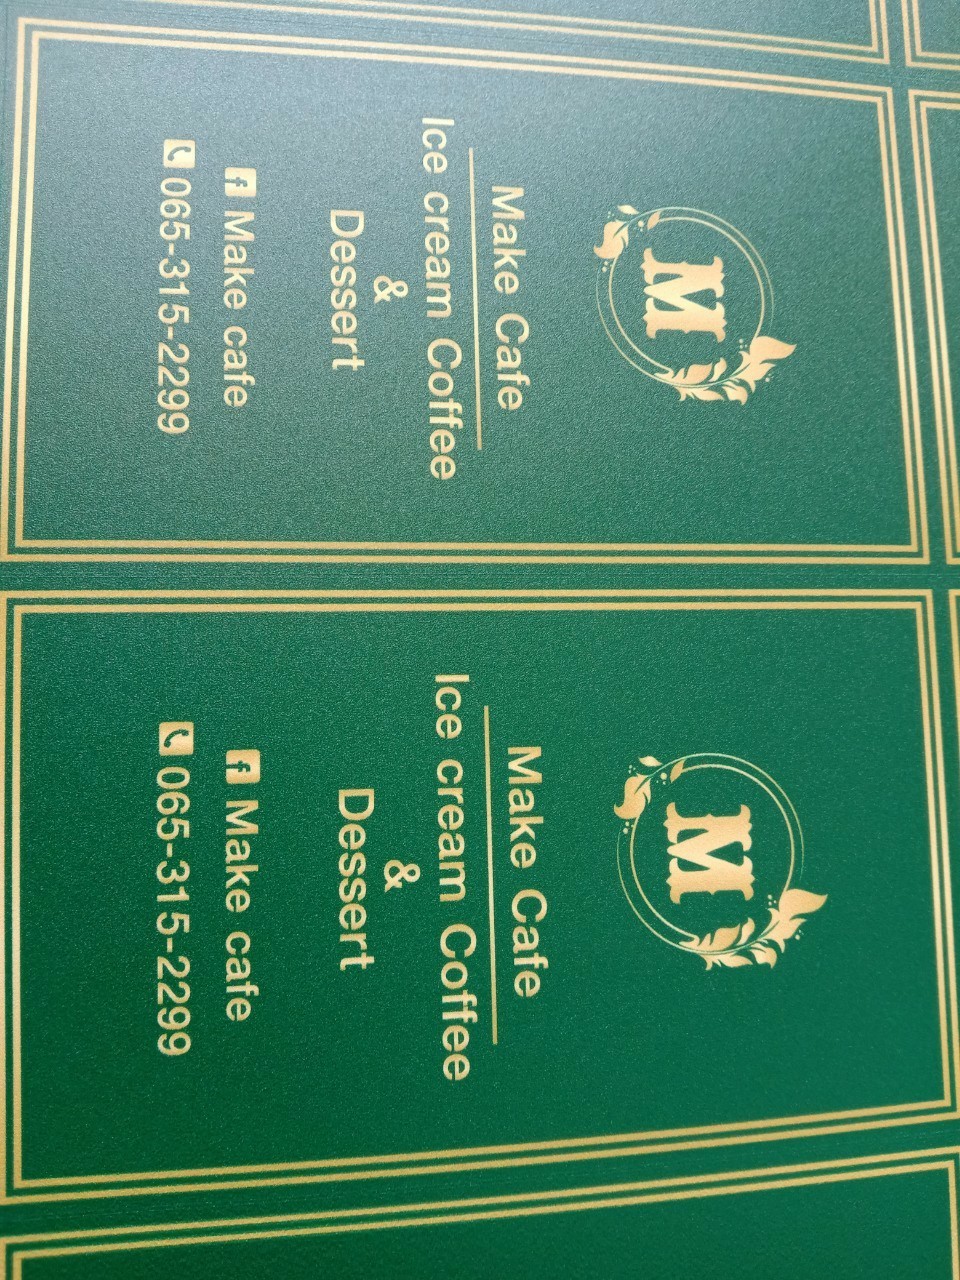 M
Make Cafe
Ice cream Coffee
&
Dessert
Make cafe
065-315-2299
M
Make Cafe
Ice cream Coffee
&
Dessert
Make cafe
065-315-2299